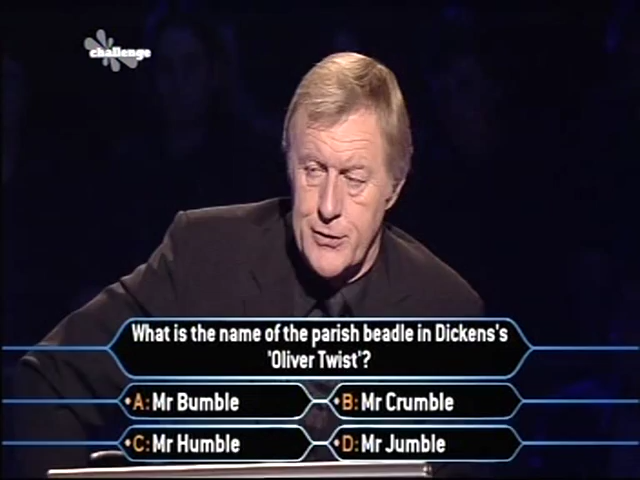 challenge
What is the name of the parish beadle in Dickens's
'Oliver Twist'?
A: Mr Bumble
B: Mr Crumble
C: Mr Humble
D: Mr Jumble